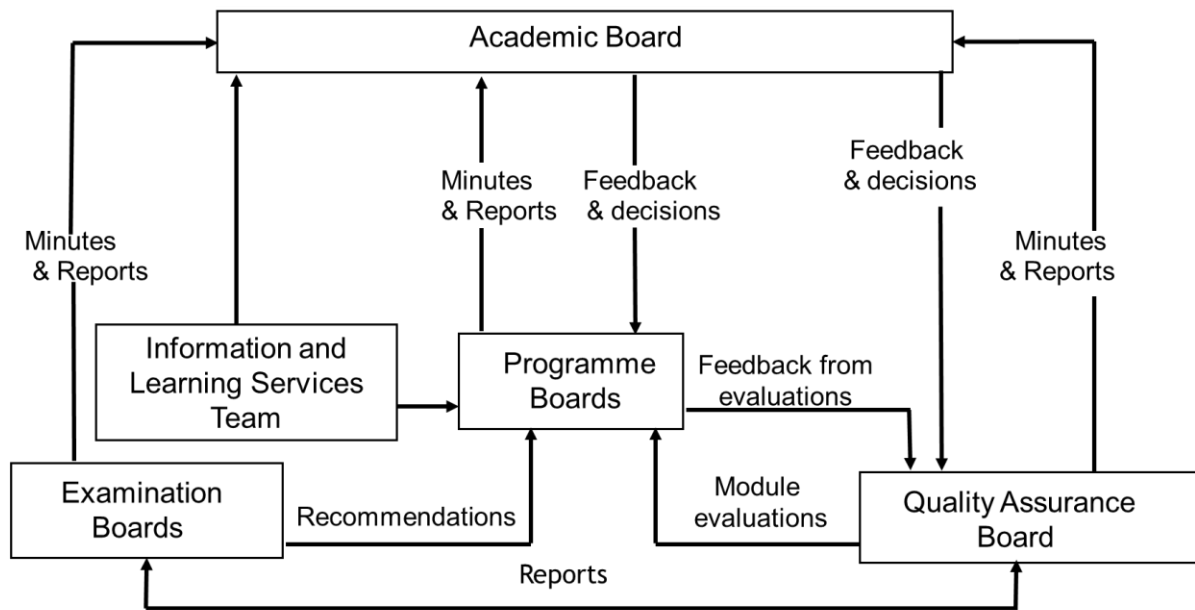 Academic Board
Minutes
& Reports
Minutes
& Reports
Feedback
& decisions
Feedback
& decisions
Minutes
& Reports
Information and
Learning Services
Team
Programme
Boards
Feedback from
evaluations
Examination
Boards
Recommendations
Module
evaluations
Quality Assurance
Board
Reports